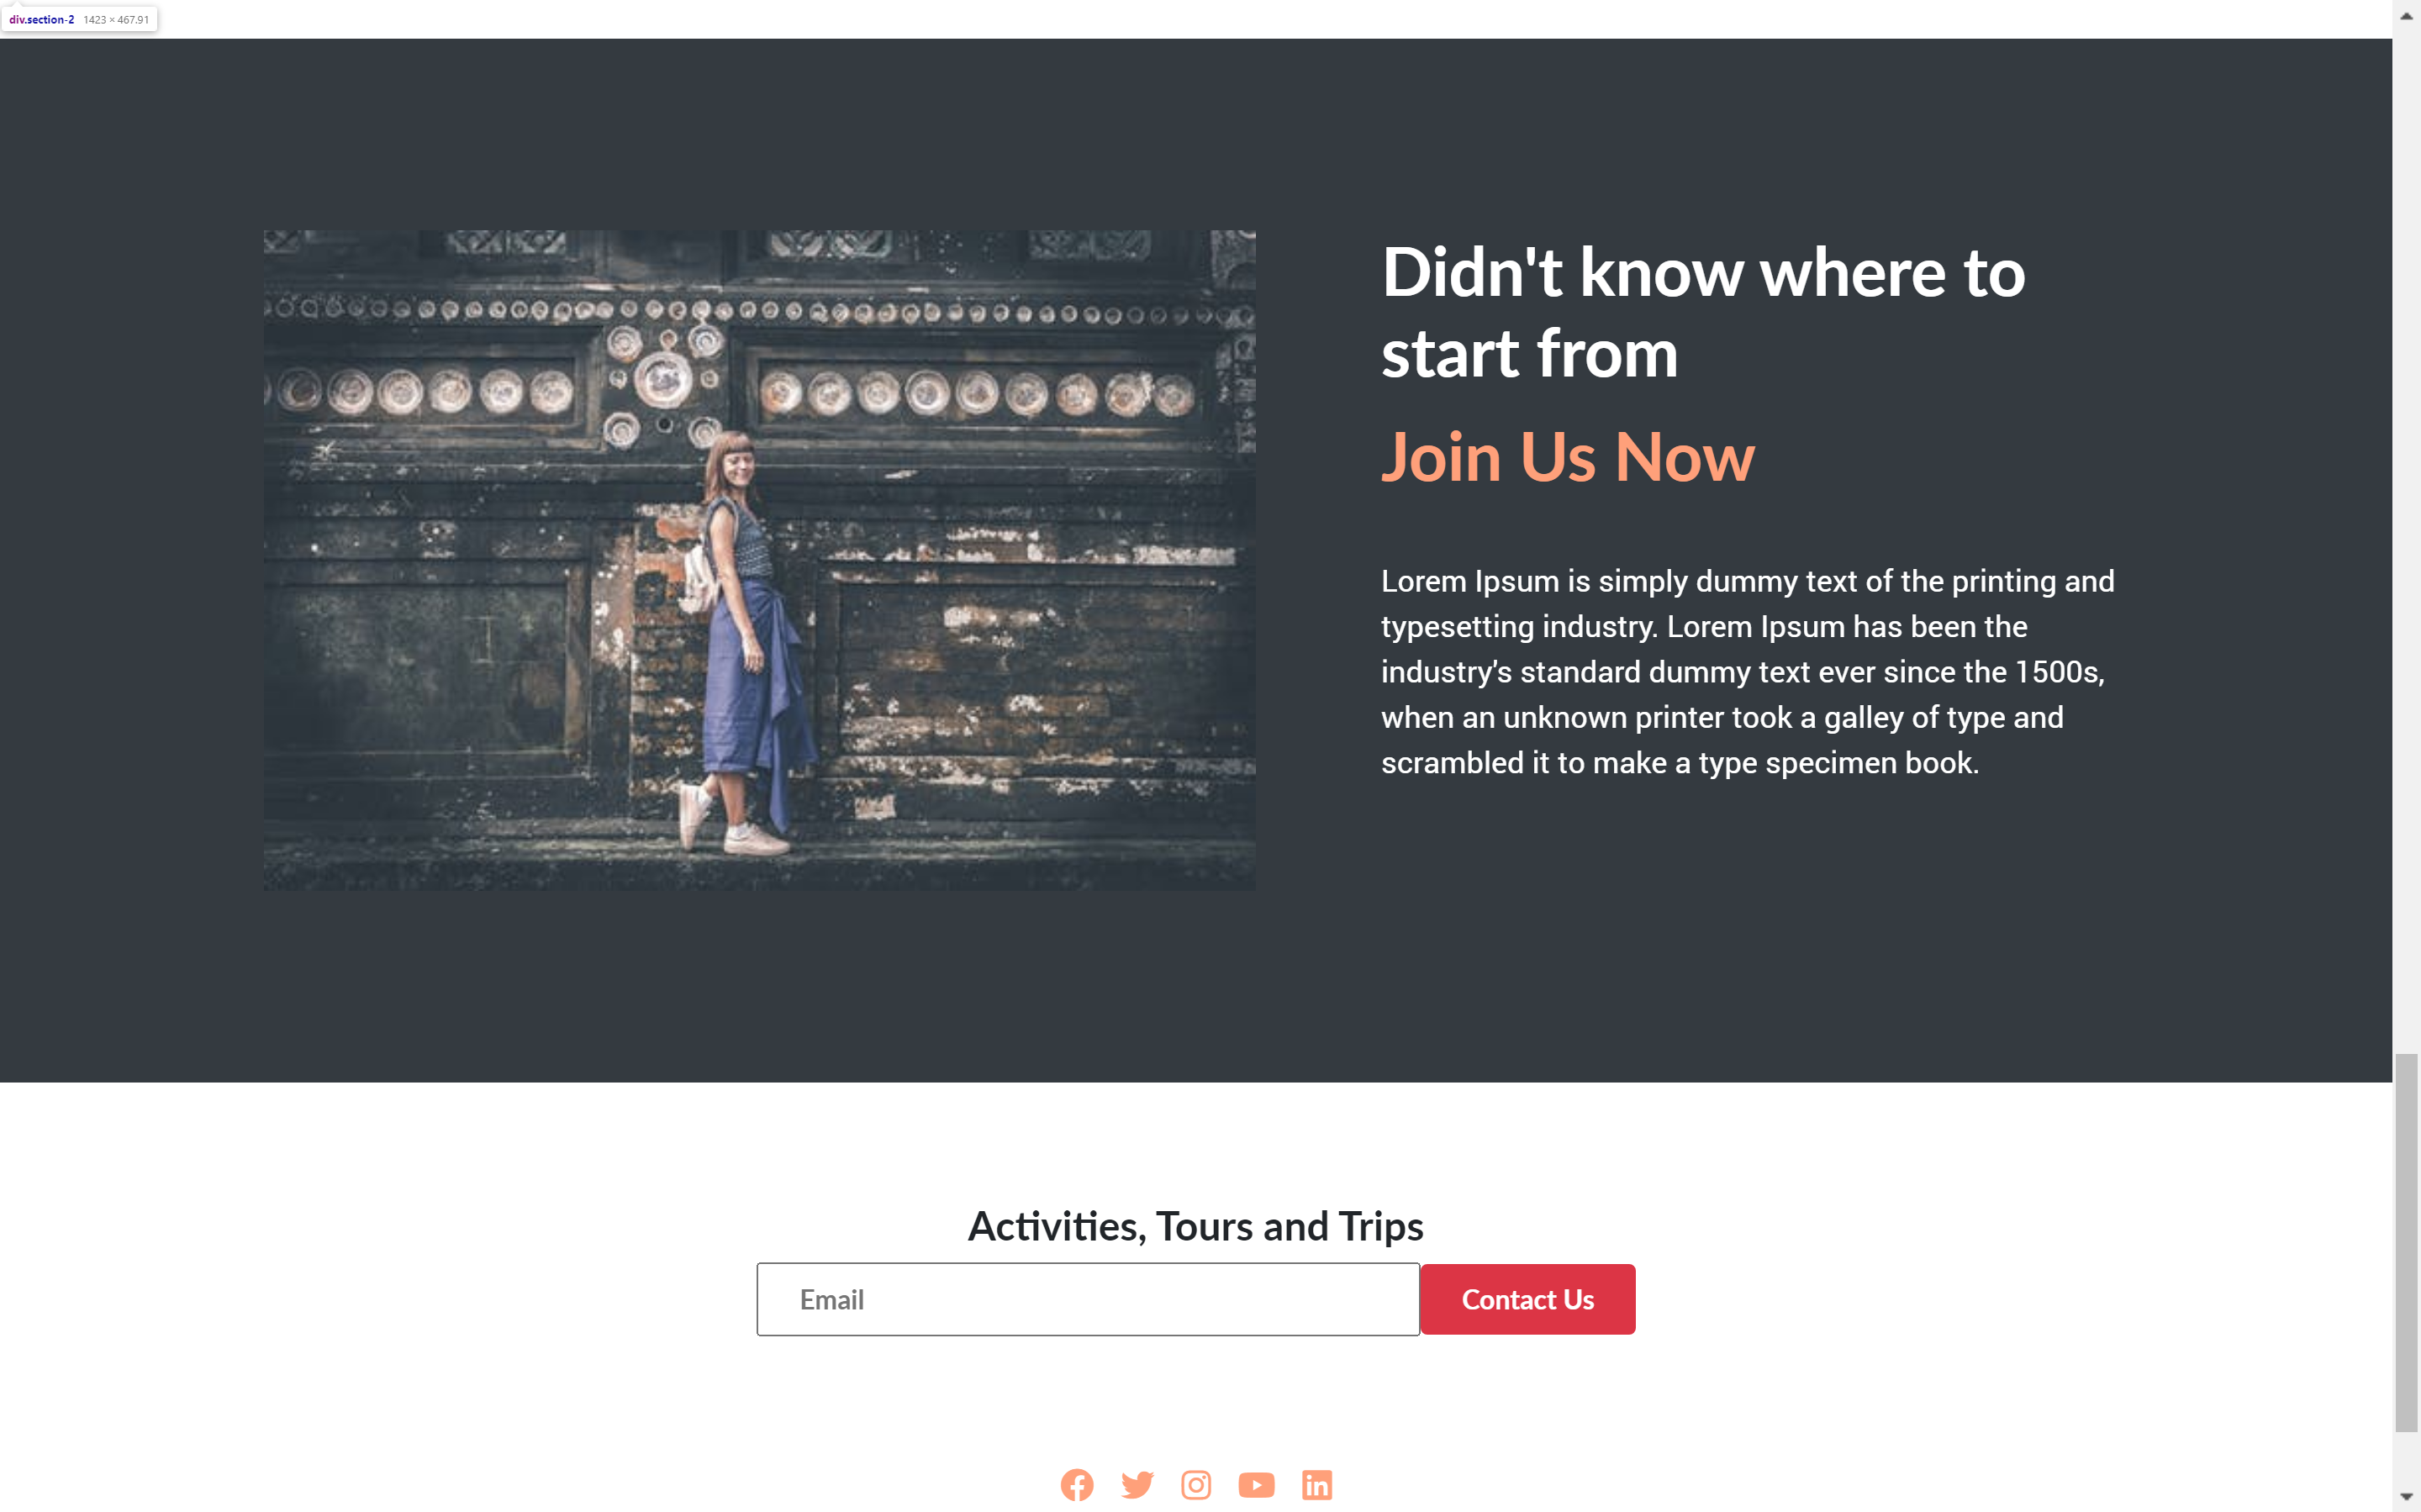 div.section-2 1423 × 467.91
Didn't know where to
start from
Join Us Now
Lorem Ipsum is simply dummy text of the printing and
typesetting industry. Lorem Ipsum has been the
industry's standard dummy text ever since the 1500s,
when an unknown printer took a galley of type and
scrambled it to make a type specimen book.
Activities, Tours and Trips
Email
Contact Us